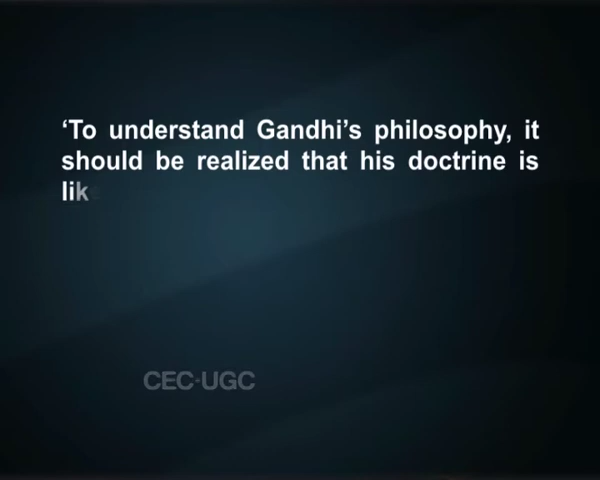 ‘To understand Gandhi’s philosophy, it
should be realized that his doctrine is
lik
CEC-UGC